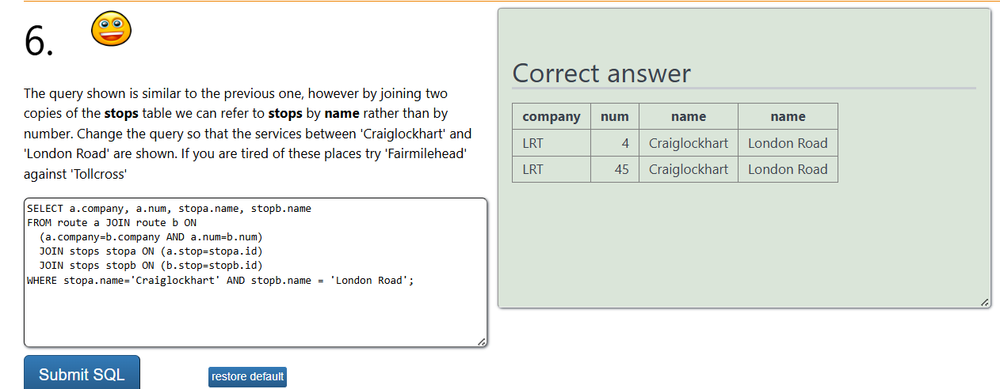 6.
The query shown is similar to the previous one, however by joining two
copies of the stops table we can refer to stops by name rather than by
number. Change the query so that the services between 'Craiglockhart' and
'London Road' are shown. If you are tired of these places try 'Fairmilehead'
against 'Tollcross'
SELECT a.company, a.num, stopa.name, stopb.name
FROM route a JOIN route b ON
  (a.company=b.company AND a.num=b.num)
  JOIN stops stopa ON (a.stop=stopa.id)
  JOIN stops stopb ON (b.stop=stopb.id)
WHERE stopa.name='Craiglockhart' AND stopb.name = 'London Road';
Submit SQL
restore default
Correct answer
company num name name
LRT 4 Craiglockhart London Road
LRT 45 Craiglockhart London Road